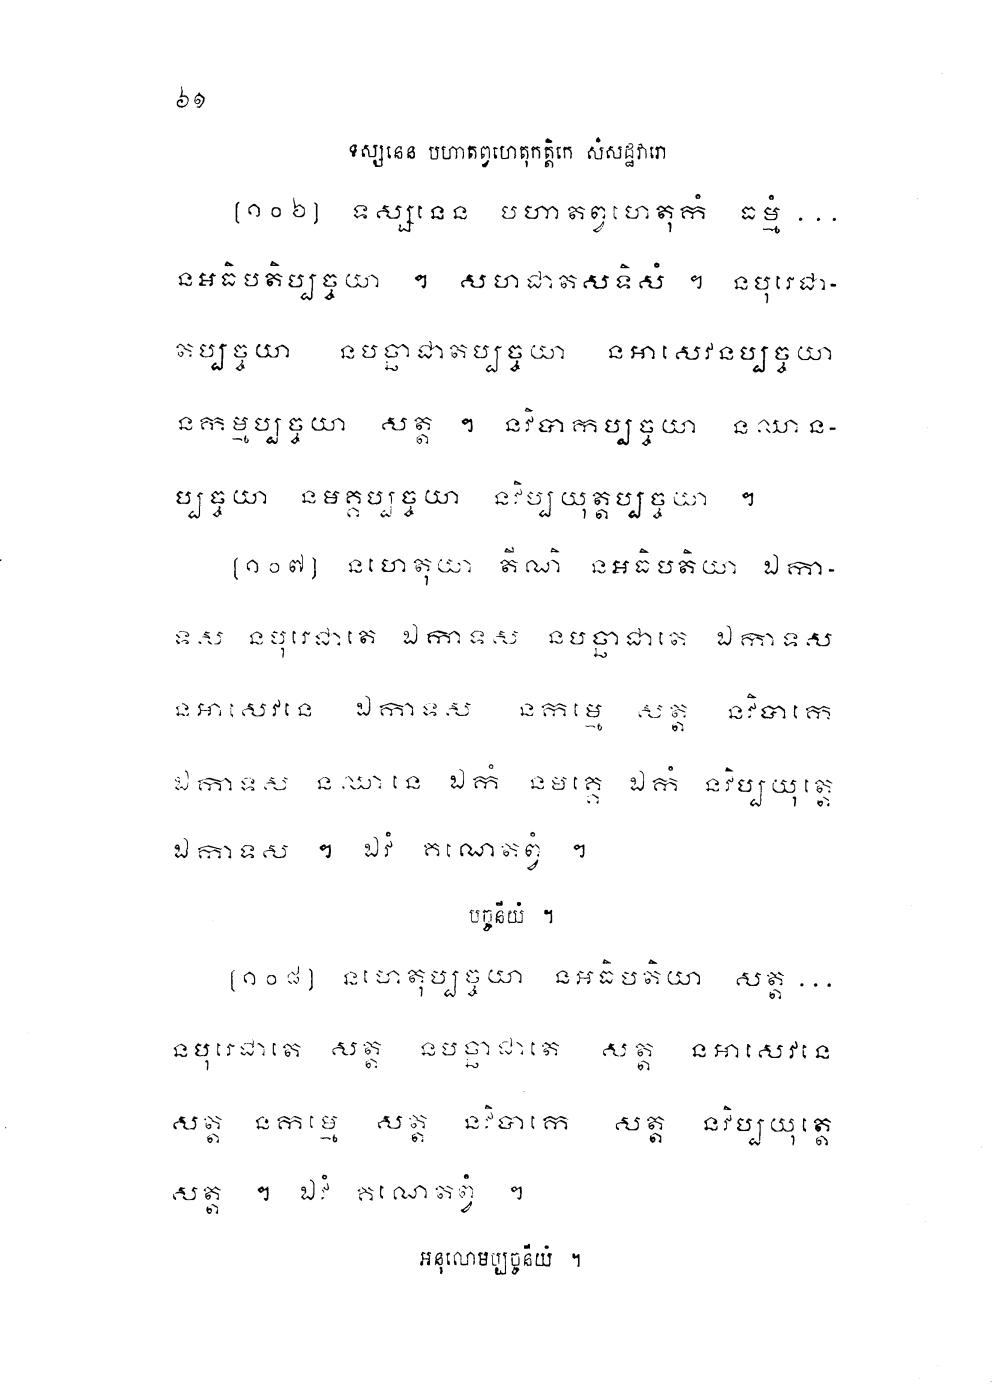 ៦១
ទស្សនេន បហាតព្វហេតុកត្តិកេ សំសដ្ឋវារោ
[១០៦] ទស្សនេន បហាតព្វហេតុកំ ធម្មំ ...
នអធិបតិប្បច្ចយា ។ សហជាតសទិសំ ។ នបុរេជា-
តប្បច្ចយា នបច្ឆាជាតប្បច្ចយា នអាសេវនប្បច្ចយា
នកម្មប្បច្ចយា សត្ត ។ នវិបាកប្បច្ចយា នឈាន-
ប្បច្ចយា នមគ្គប្បច្ចយា នវិប្បយុត្តប្បច្ចយា ។
[១០៧] នហេតុយា តីណិ នអធិបតិយា ឯកា-
ទស នបុរេជាតេ ឯកាទស នបច្ឆាជាតេ ឯកាទស
នអាសេវនេ ឯកាទស នកម្មេ សត្ត នវិបាកេ
ឯកាទស នឈានេ ឯកំ នមគ្គេ ឯកំ នវិប្បយុត្តេ
ឯកាទស ។ ឯវំ គណេតព្វំ ។
បច្ចនីយំ ។
[១០៨] នហេតុប្បច្ចយា នអធិបតិយា សត្ត ...
នបុរេជាតេ សត្ត នបច្ឆាជាតេ សត្ត នអាសេវនេ
សត្ត នកម្មេ សត្ត នវិបាកេ សត្ត នវិប្បយុត្តេ
សត្ត ។ ឯវំ គណេតព្វំ ។
អនុលោមប្បច្ចនីយំ ។